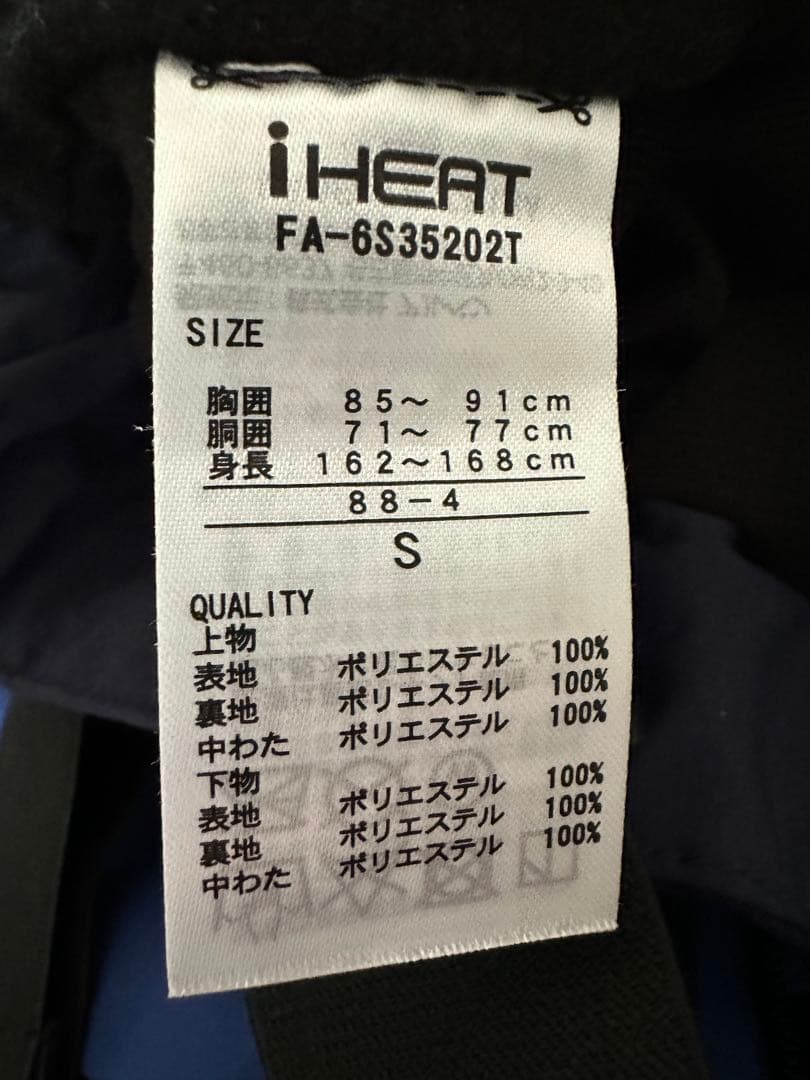 iHEAT
FA-6S35202T
SIZE
胸囲 85～ 91cm
胴囲 71～ 77cm
身長 162～168cm
88-4
S
QUALITY
上物
表地 ポリエステル 100%
裏地 ポリエステル 100%
中わた ポリエステル 100%
下物
表地 ポリエステル 100%
裏地 ポリエステル 100%
中わた ポリエステル 100%